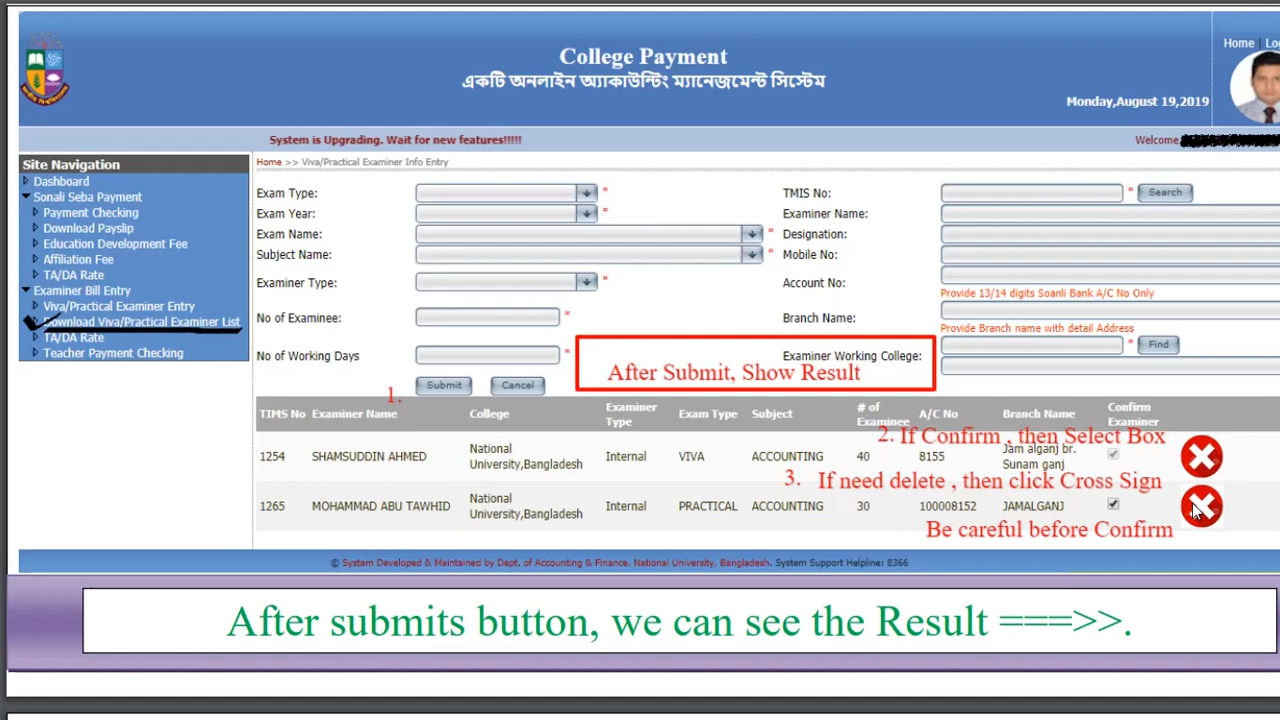 Home | Lo
College Payment
একটি অনলাইন অ্যাকাউন্টিং ম্যানেজমেন্ট সিস্টেম
Monday,August 19,2019
System is Upgrading. Wait for new features!!!!!
Welcome
Site Navigation
Dashboard
Sonali Seba Payment
Payment Checking
Download Payslip
Education Development Fee
Affiliation Fee
TA/DA Rate
Examiner Bill Entry
Viva/Practical Examiner Entry
Download Viva/Practical Examiner List
TA/DA Rate
Teacher Payment Checking
Home >> Viva/Practical Examiner Info Entry
Exam Type: * TMIS No: * Search
Exam Year: * Examiner Name:
Exam Name: * Designation:
Subject Name: * Mobile No:
Examiner Type: * Account No:
Provide 13/14 digits Soanli Bank A/C No Only
No of Examinee: * Branch Name:
Provide Branch name with detail Address
No of Working Days * Examiner Working College: * Find
After Submit, Show Result
1. Submit Cancel
TIMS No Examiner Name College Examiner Type Exam Type Subject # of Examinee A/C No Branch Name Confirm Examiner
2. If Confirm , then Select Box
1254 SHAMSUDDIN AHMED National University,Bangladesh Internal VIVA ACCOUNTING 40 8155 Jam alganj br. Sunam ganj
3. If need delete , then click Cross Sign
1265 MOHAMMAD ABU TAWHID National University,Bangladesh Internal PRACTICAL ACCOUNTING 30 100008152 JAMALGANJ
Be careful before Confirm
© System Developed & Maintained by Dept. of Accounting & Finance, National University, Bangladesh. System Support Helpline: 8366
After submits button, we can see the Result ===>>.